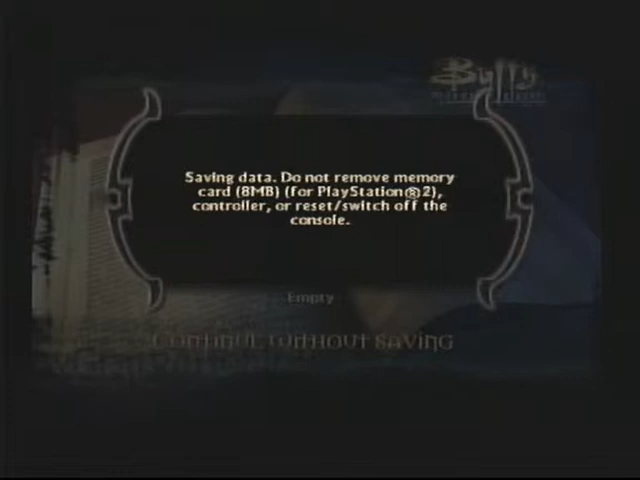 Buffy
Saving data. Do not remove memory
card (8MB) (for PlayStation®2),
controller, or reset/switch off the
console.
Empty
CONTINUE WITHOUT SAVING